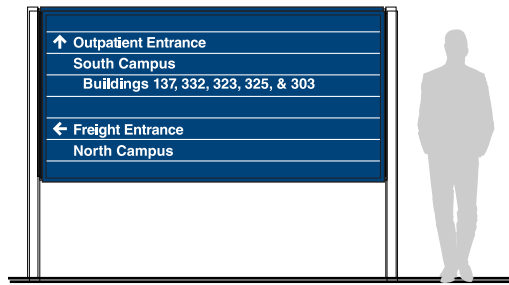 ↑ Outpatient Entrance
South Campus
Buildings 137, 332, 323, 325, & 303
← Freight Entrance
North Campus